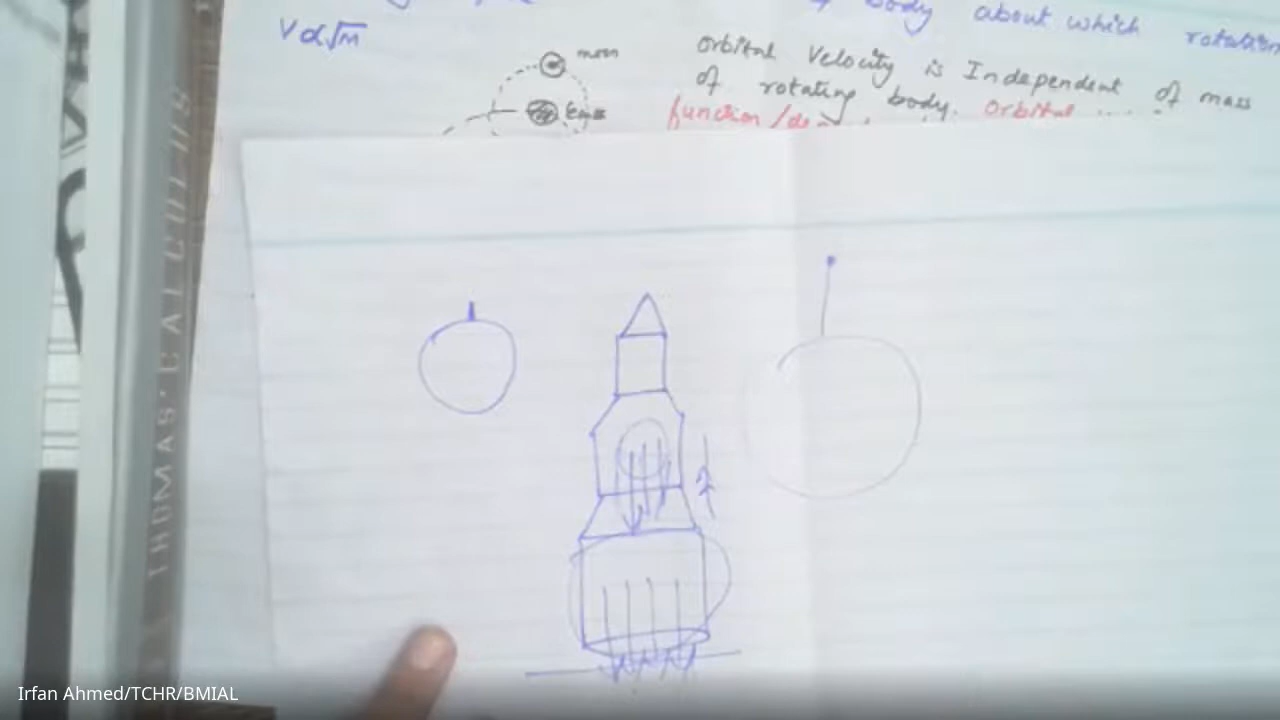 body about which rotation
V α √M
moon
Orbital Velocity is Independent of mass
of rotating body. Orbital
function
THOMAS' CALCULUS
Irfan Ahmed/TCHR/BMIAL